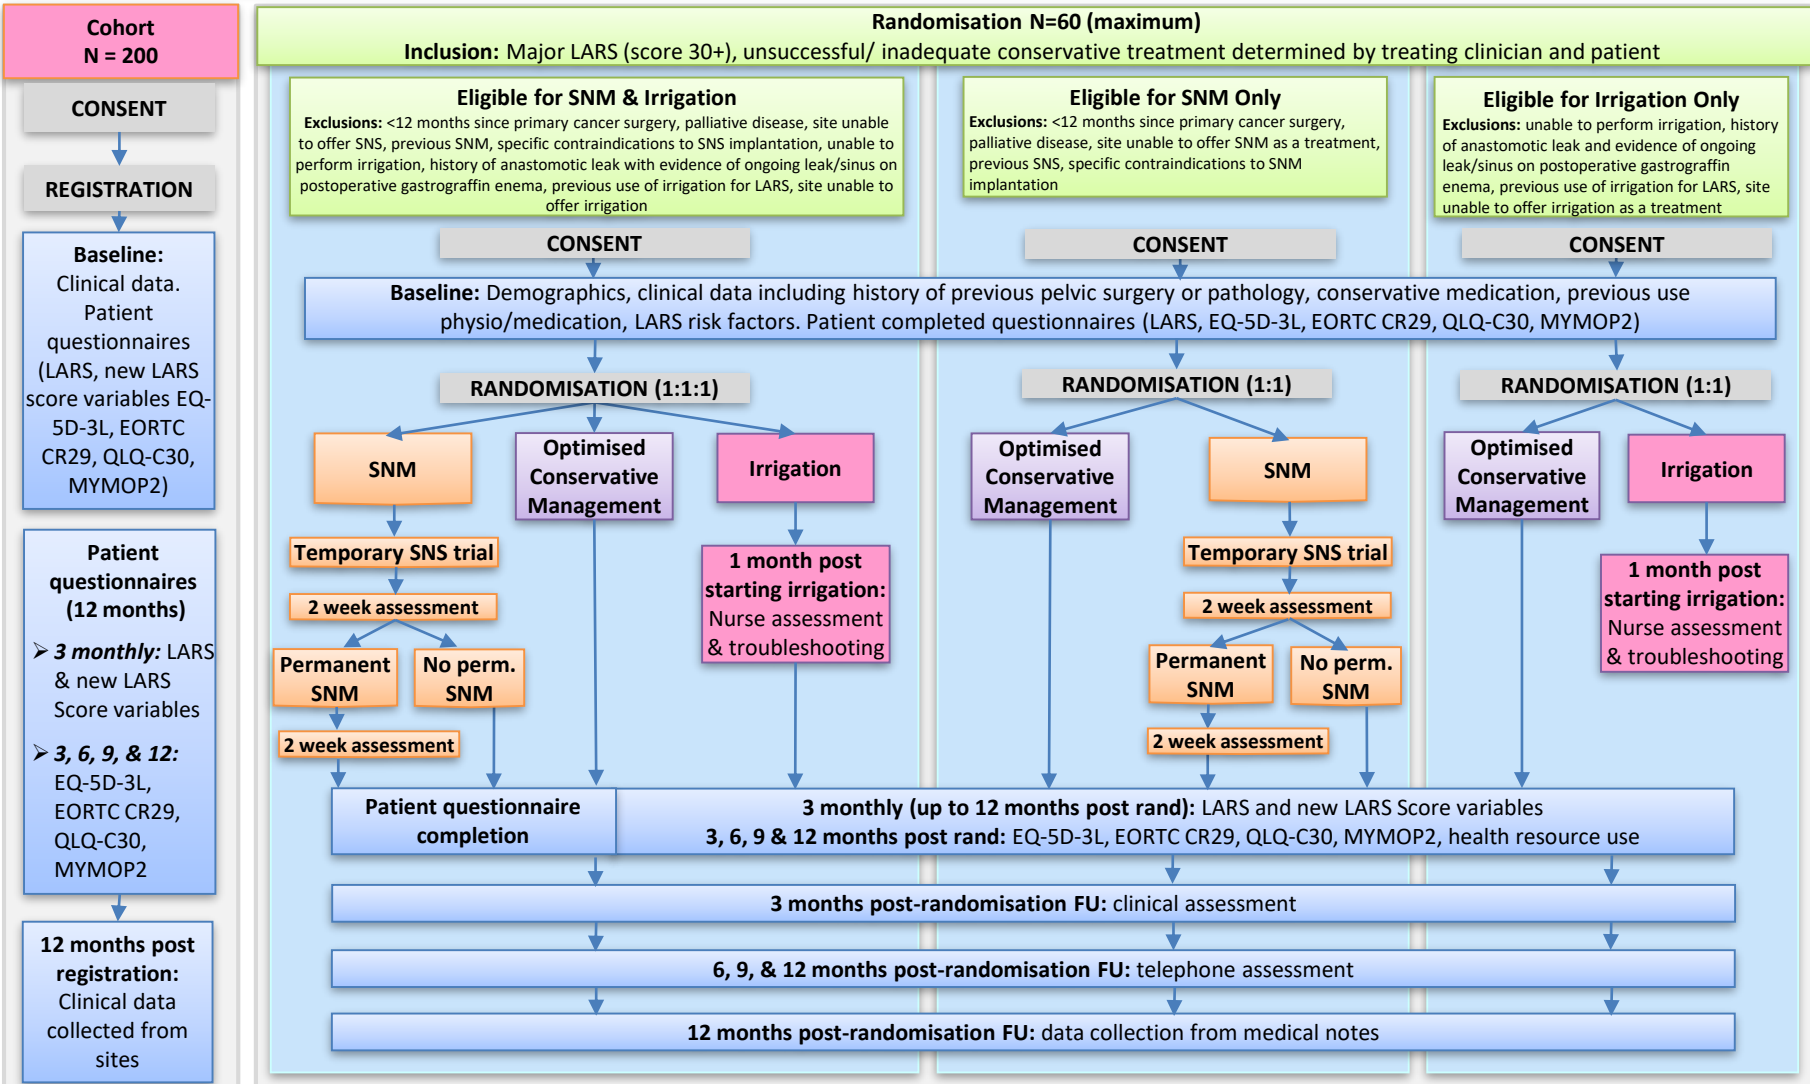 Cohort
N = 200
CONSENT
REGISTRATION
Baseline:
Clinical data.
Patient
questionnaires
(LARS, new LARS
score variables EQ-
5D-3L, EORTC
CR29, QLQ-C30,
MYMOP2)
Patient
questionnaires
(12 months)
➢ 3 monthly: LARS
& new LARS
Score variables
➢ 3, 6, 9, & 12:
EQ-5D-3L,
EORTC CR29,
QLQ-C30,
MYMOP2
12 months post
registration:
Clinical data
collected from
sites
Randomisation N=60 (maximum)
Inclusion: Major LARS (score 30+), unsuccessful/ inadequate conservative treatment determined by treating clinician and patient
Eligible for SNM & Irrigation
Exclusions: <12 months since primary cancer surgery, palliative disease, site unable
to offer SNS, previous SNM, specific contraindications to SNS implantation, unable to
perform irrigation, history of anastomotic leak with evidence of ongoing leak/sinus on
postoperative gastrograffin enema, previous use of irrigation for LARS, site unable to
offer irrigation
Eligible for SNM Only
Exclusions: <12 months since primary cancer surgery,
palliative disease, site unable to offer SNM as a treatment,
previous SNS, specific contraindications to SNM
implantation
Eligible for Irrigation Only
Exclusions: unable to perform irrigation, history
of anastomotic leak and evidence of ongoing
leak/sinus on postoperative gastrograffin
enema, previous use of irrigation for LARS, site
unable to offer irrigation as a treatment
CONSENT
CONSENT
CONSENT
Baseline: Demographics, clinical data including history of previous pelvic surgery or pathology, conservative medication, previous use
physio/medication, LARS risk factors. Patient completed questionnaires (LARS, EQ-5D-3L, EORTC CR29, QLQ-C30, MYMOP2)
RANDOMISATION (1:1:1)
RANDOMISATION (1:1)
RANDOMISATION (1:1)
SNM
Optimised
Conservative
Management
Irrigation
Temporary SNS trial
2 week assessment
Permanent
SNM
No perm.
SNM
2 week assessment
1 month post
starting irrigation:
Nurse assessment
& troubleshooting
Optimised
Conservative
Management
SNM
Temporary SNS trial
2 week assessment
Permanent
SNM
No perm.
SNM
2 week assessment
Optimised
Conservative
Management
Irrigation
1 month post
starting irrigation:
Nurse assessment
& troubleshooting
Patient questionnaire
completion
3 monthly (up to 12 months post rand): LARS and new LARS Score variables
3, 6, 9 & 12 months post rand: EQ-5D-3L, EORTC CR29, QLQ-C30, MYMOP2, health resource use
3 months post-randomisation FU: clinical assessment
6, 9, & 12 months post-randomisation FU: telephone assessment
12 months post-randomisation FU: data collection from medical notes